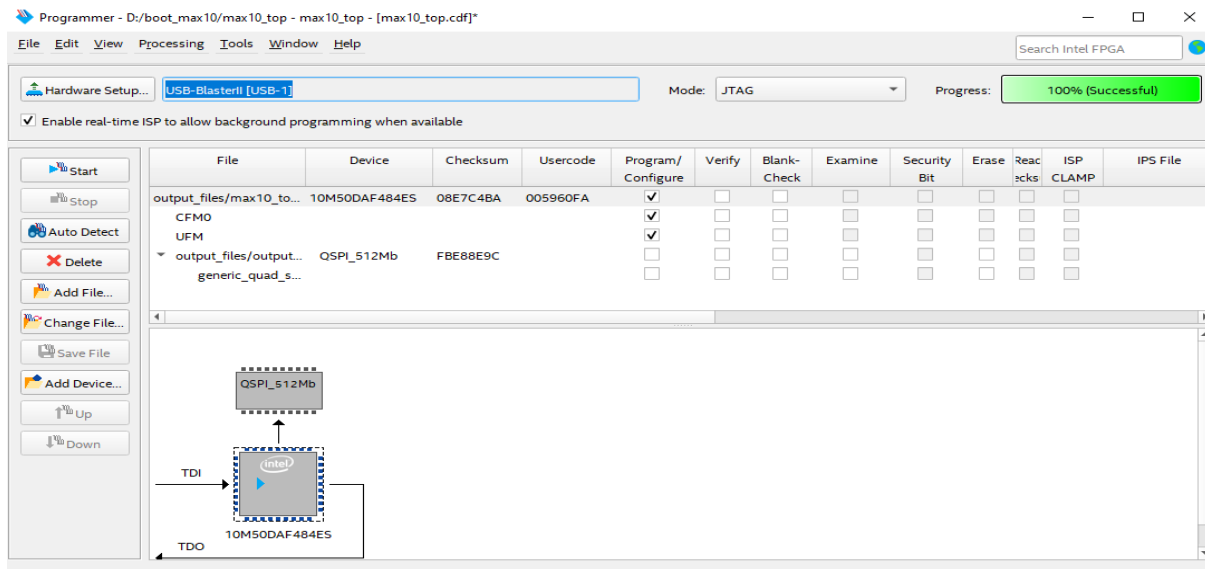 Programmer - D:/boot_max10/max10_top - max10_top - [max10_top.cdf]*
File Edit View Processing Tools Window Help
Search Intel FPGA
Hardware Setup... USB-BlasterII [USB-1] Mode: JTAG Progress: 100% (Successful)
Enable real-time ISP to allow background programming when available
Start
Stop
Auto Detect
Delete
Add File...
Change File...
Save File
Add Device...
Up
Down
File Device Checksum Usercode Program/ Verify Blank- Examine Security Erase ISP IPS File
Configure Check Bit CLAMP
output_files/max10_to... 10M50DAF484ES 08E7C4BA 005960FA
CFM0
UFM
output_files/output... QSPI_512Mb FBE88E9C
generic_quad_s...
QSPI_512Mb
TDI
intel
10M50DAF484ES
TDO